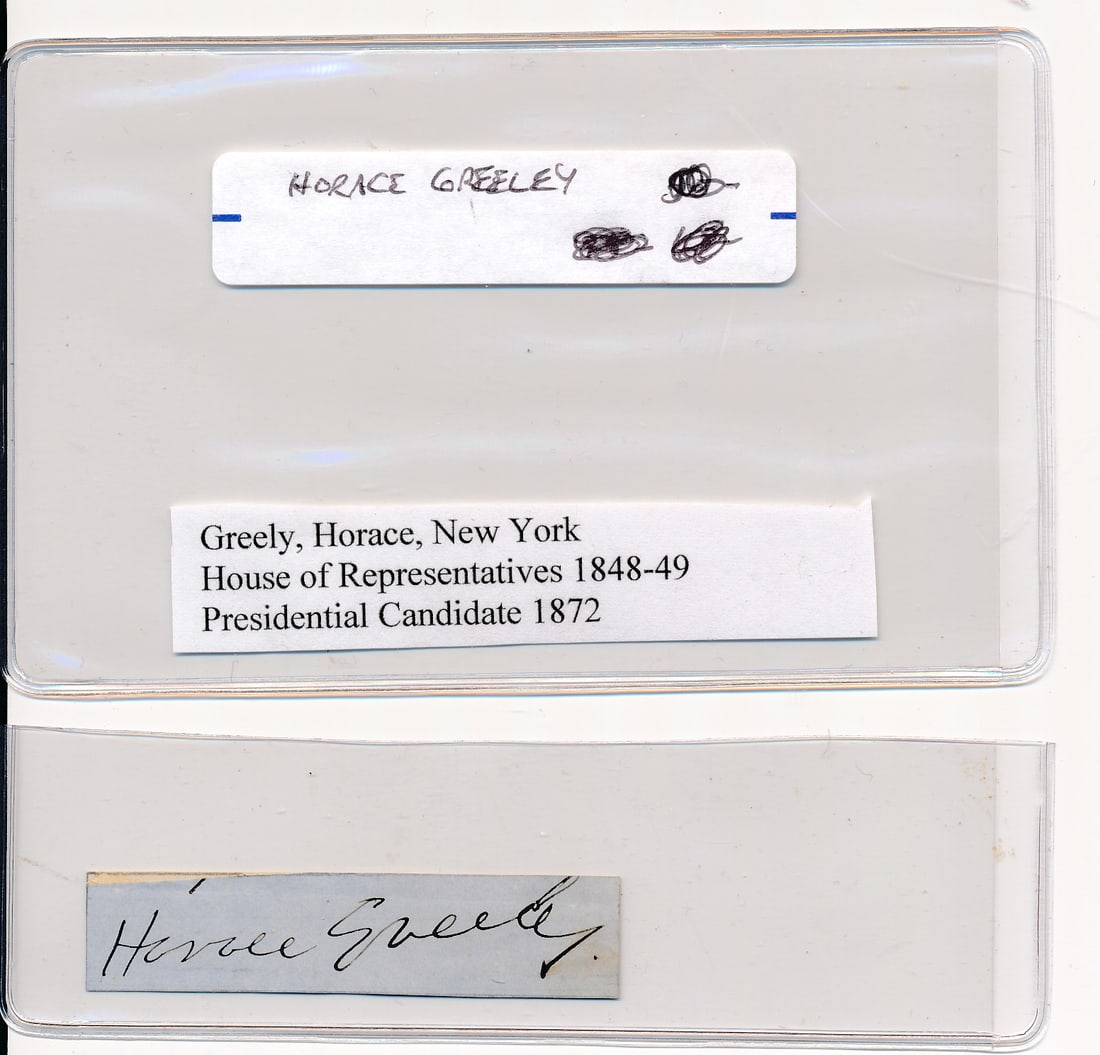 HORACE GREELEY
Greely, Horace, New York
House of Representatives 1848-49
Presidential Candidate 1872
Horace Greeley.